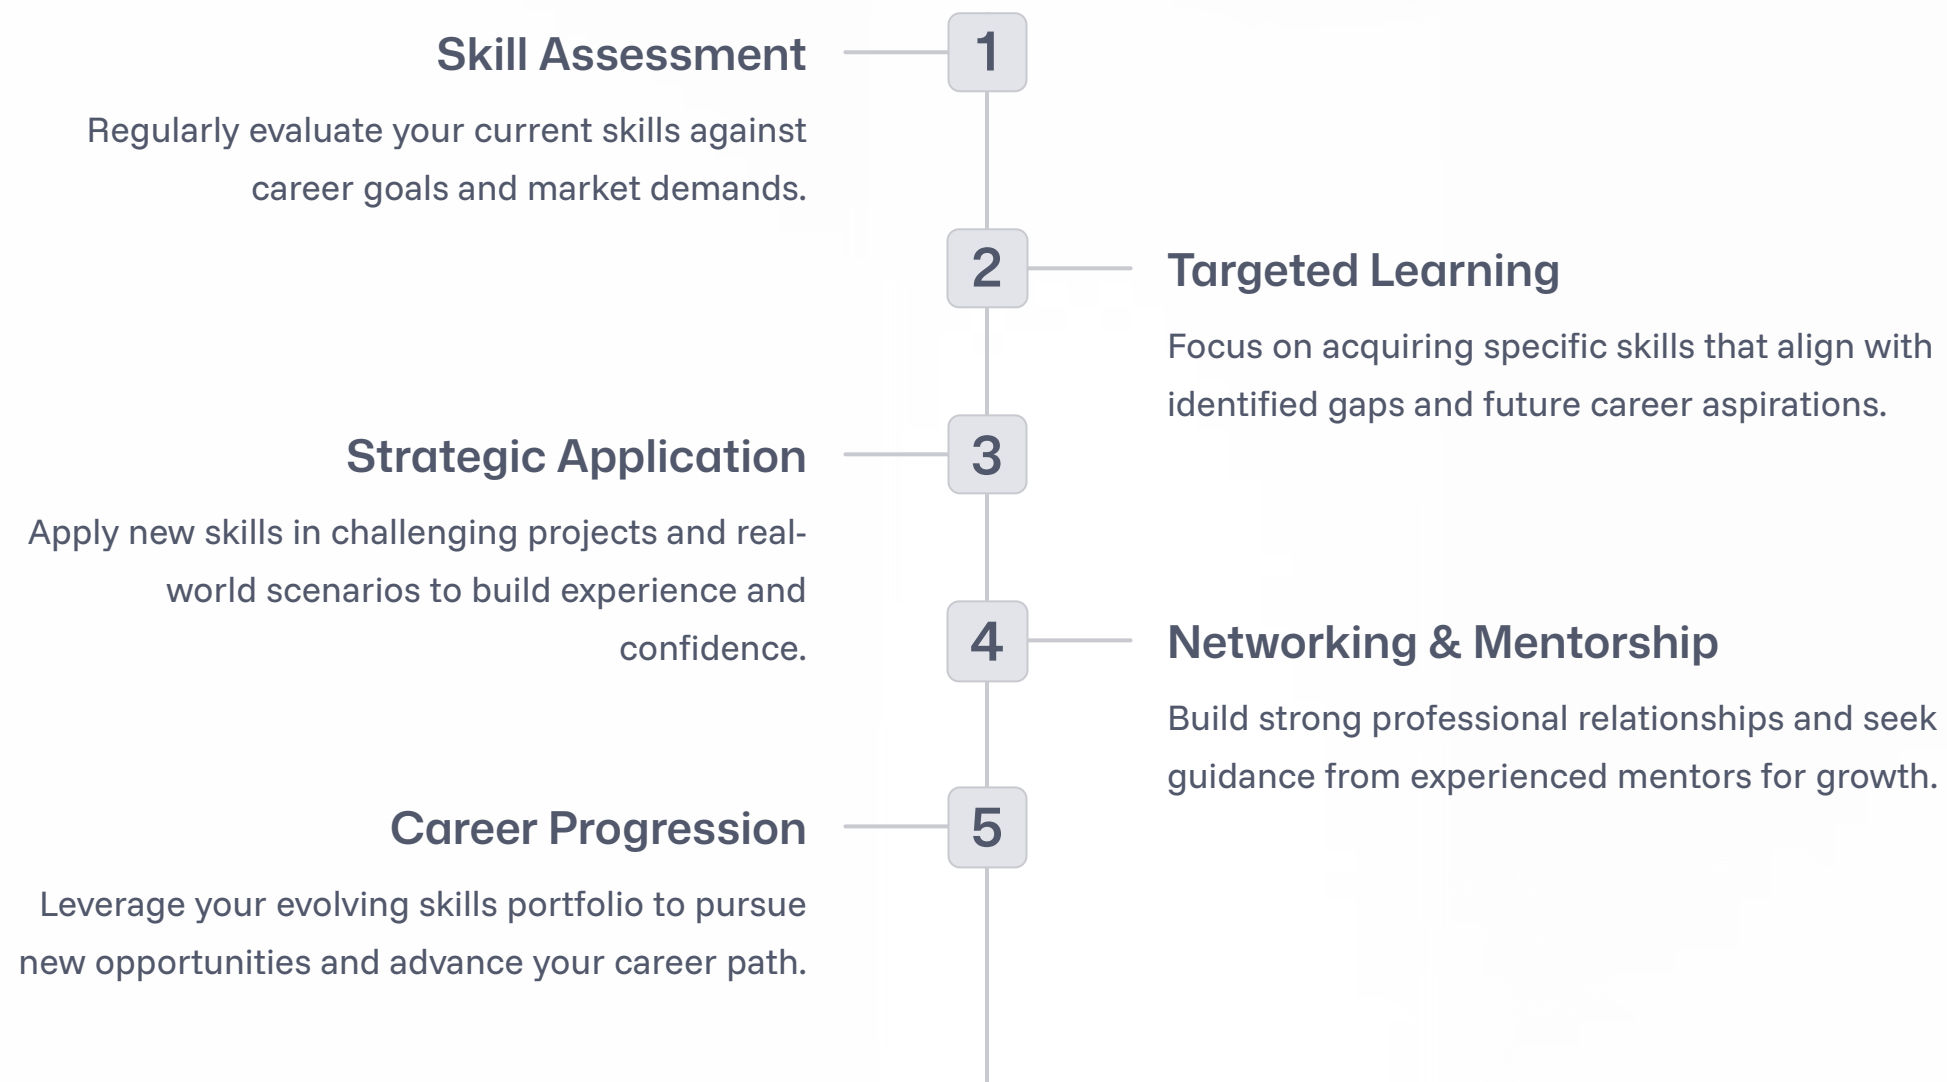 1
Skill Assessment
Regularly evaluate your current skills against
career goals and market demands.
2
Targeted Learning
Focus on acquiring specific skills that align with
identified gaps and future career aspirations.
3
Strategic Application
Apply new skills in challenging projects and real-
world scenarios to build experience and
confidence.
4
Networking & Mentorship
Build strong professional relationships and seek
guidance from experienced mentors for growth.
5
Career Progression
Leverage your evolving skills portfolio to pursue
new opportunities and advance your career path.